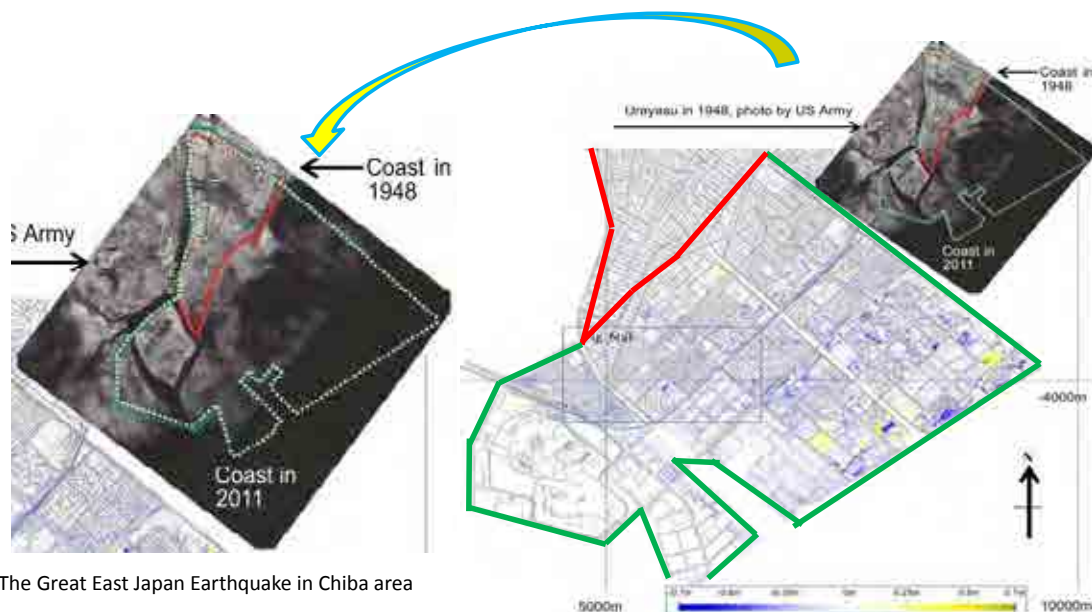 Coast in
1948
Urayasu in 1948, photo by US Army
Coast in
2011
Coast in
1948
S Army
Coast in
2011
-4000m
N
5000m
10000m
The Great East Japan Earthquake in Chiba area